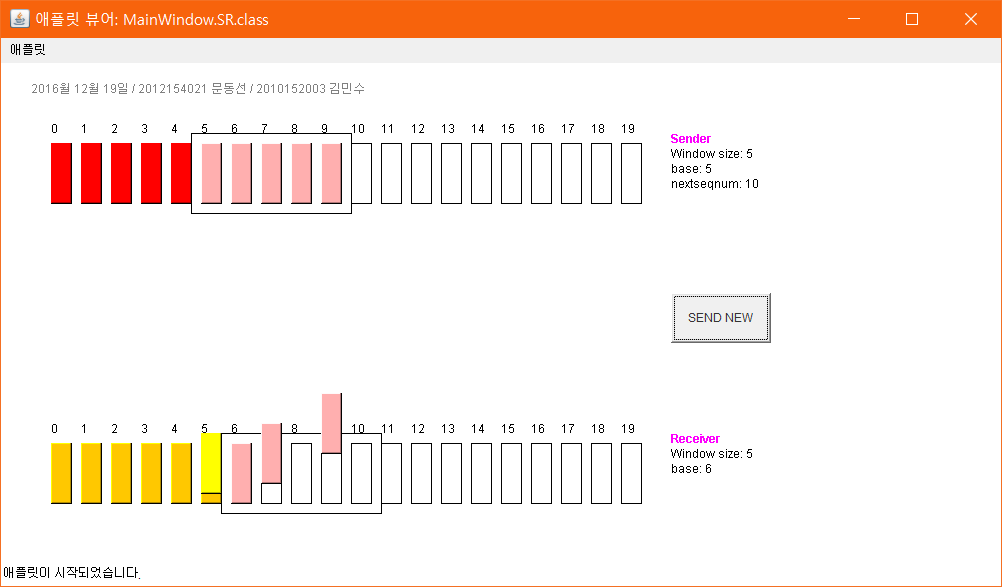 애플릿 뷰어: MainWindow.SR.class
애플릿
2016월 12월 19일 / 2012154021 문동선 / 2010152003 김민수
0 1 2 3 4 5 6 7 8 9 10 11 12 13 14 15 16 17 18 19
Sender
Window size: 5
base: 5
nextseqnum: 10
SEND NEW
0 1 2 3 4 5 6 8 10 11 12 13 14 15 16 17 18 19
Receiver
Window size: 5
base: 6
애플릿이 시작되었습니다.